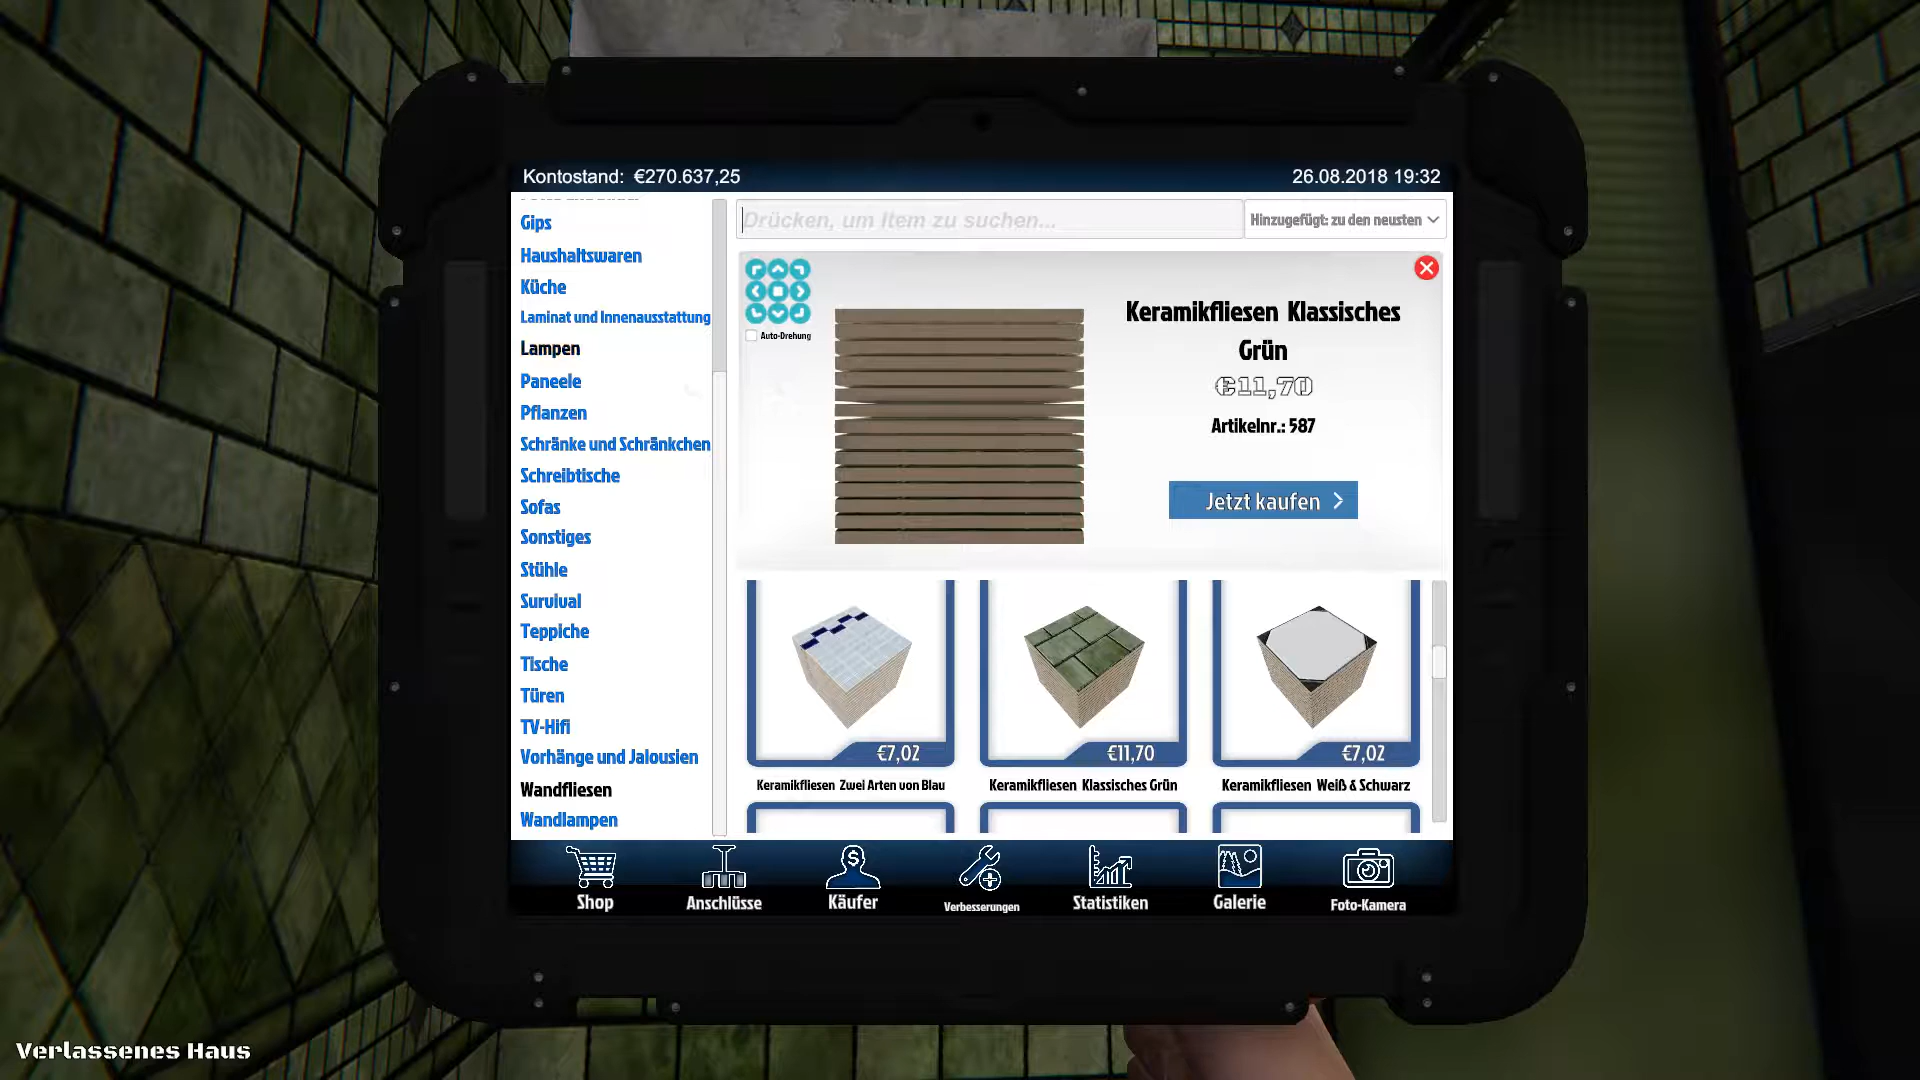 Kontostand: €270.637,25
26.08.2018 19:32
Gips
Haushaltswaren
Küche
Laminat und Innenausstattung
Lampen
Paneele
Pflanzen
Schränke und Schränkchen
Schreibtische
Sofas
Sonstiges
Stühle
Survival
Teppiche
Tische
Türen
TV-Hifi
Vorhänge und Jalousien
Wandfliesen
Wandlampen
Drücken, um Item zu suchen...
Hinzugefügt: zu den neusten
Auto-Drehung
Keramikfliesen Klassisches
Grün
€11,70
Artikelnr.: 587
Jetzt kaufen
€7,02
€11,70
€7,02
Keramikfliesen Zwei Arten von Blau
Keramikfliesen Klassisches Grün
Keramikfliesen Weiß & Schwarz
Shop
Anschlüsse
Käufer
Verbesserungen
Statistiken
Galerie
Foto-Kamera
Verlassenes Haus